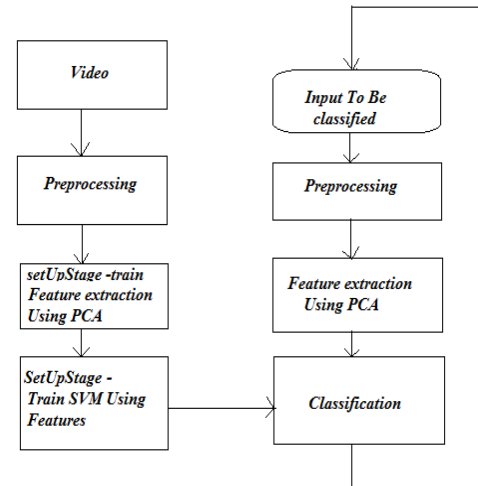 Video
Preprocessing
setUpStage -train
Feature extraction
Using PCA
SetUpStage -
Train SVM Using
Features
Input To Be
classified
Preprocessing
Feature extraction
Using PCA
Classification